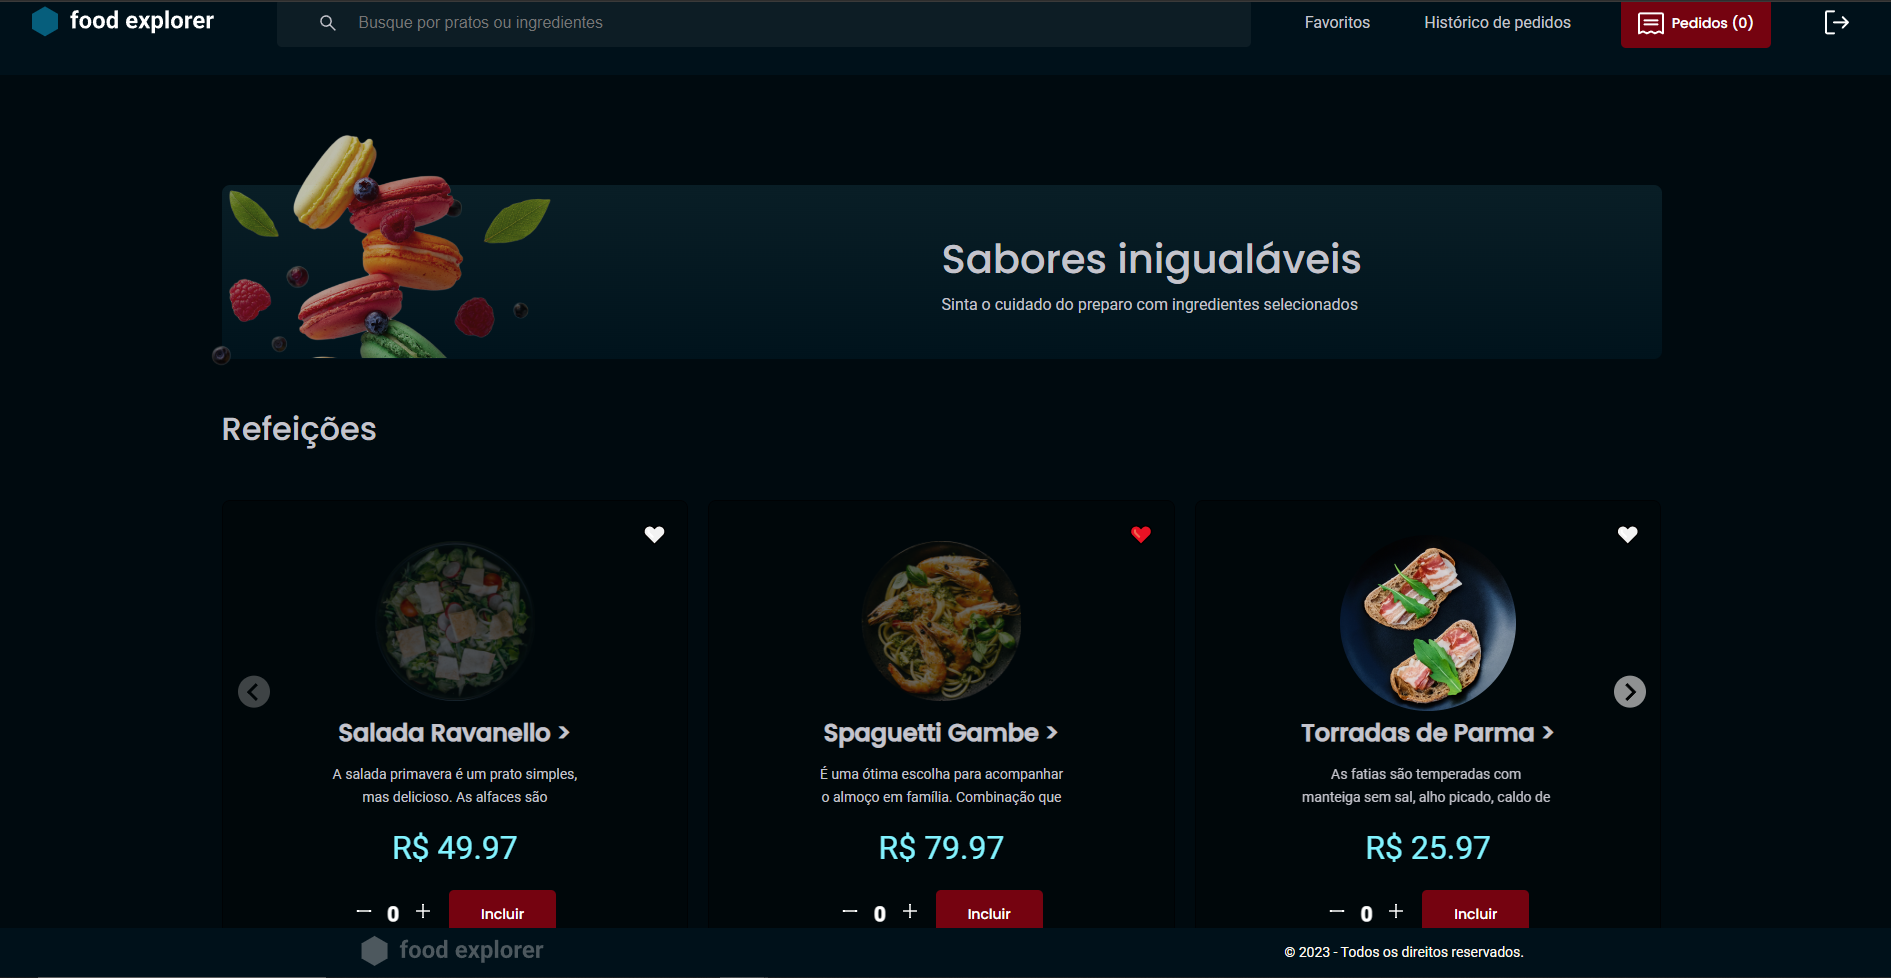 food explorer
Busque por pratos ou ingredientes
Favoritos
Histórico de pedidos
Pedidos (0)
Sabores inigualáveis
Sinta o cuidado do preparo com ingredientes selecionados
Refeições
Salada Ravanello >
A salada primavera é um prato simples,
mas delicioso. As alfaces são
R$ 49.97
0
Incluir
Spaguetti Gambe >
É uma ótima escolha para acompanhar
o almoço em família. Combinação que
R$ 79.97
0
Incluir
Torradas de Parma >
As fatias são temperadas com
manteiga sem sal, alho picado, caldo de
R$ 25.97
0
Incluir
food explorer
© 2023 - Todos os direitos reservados.